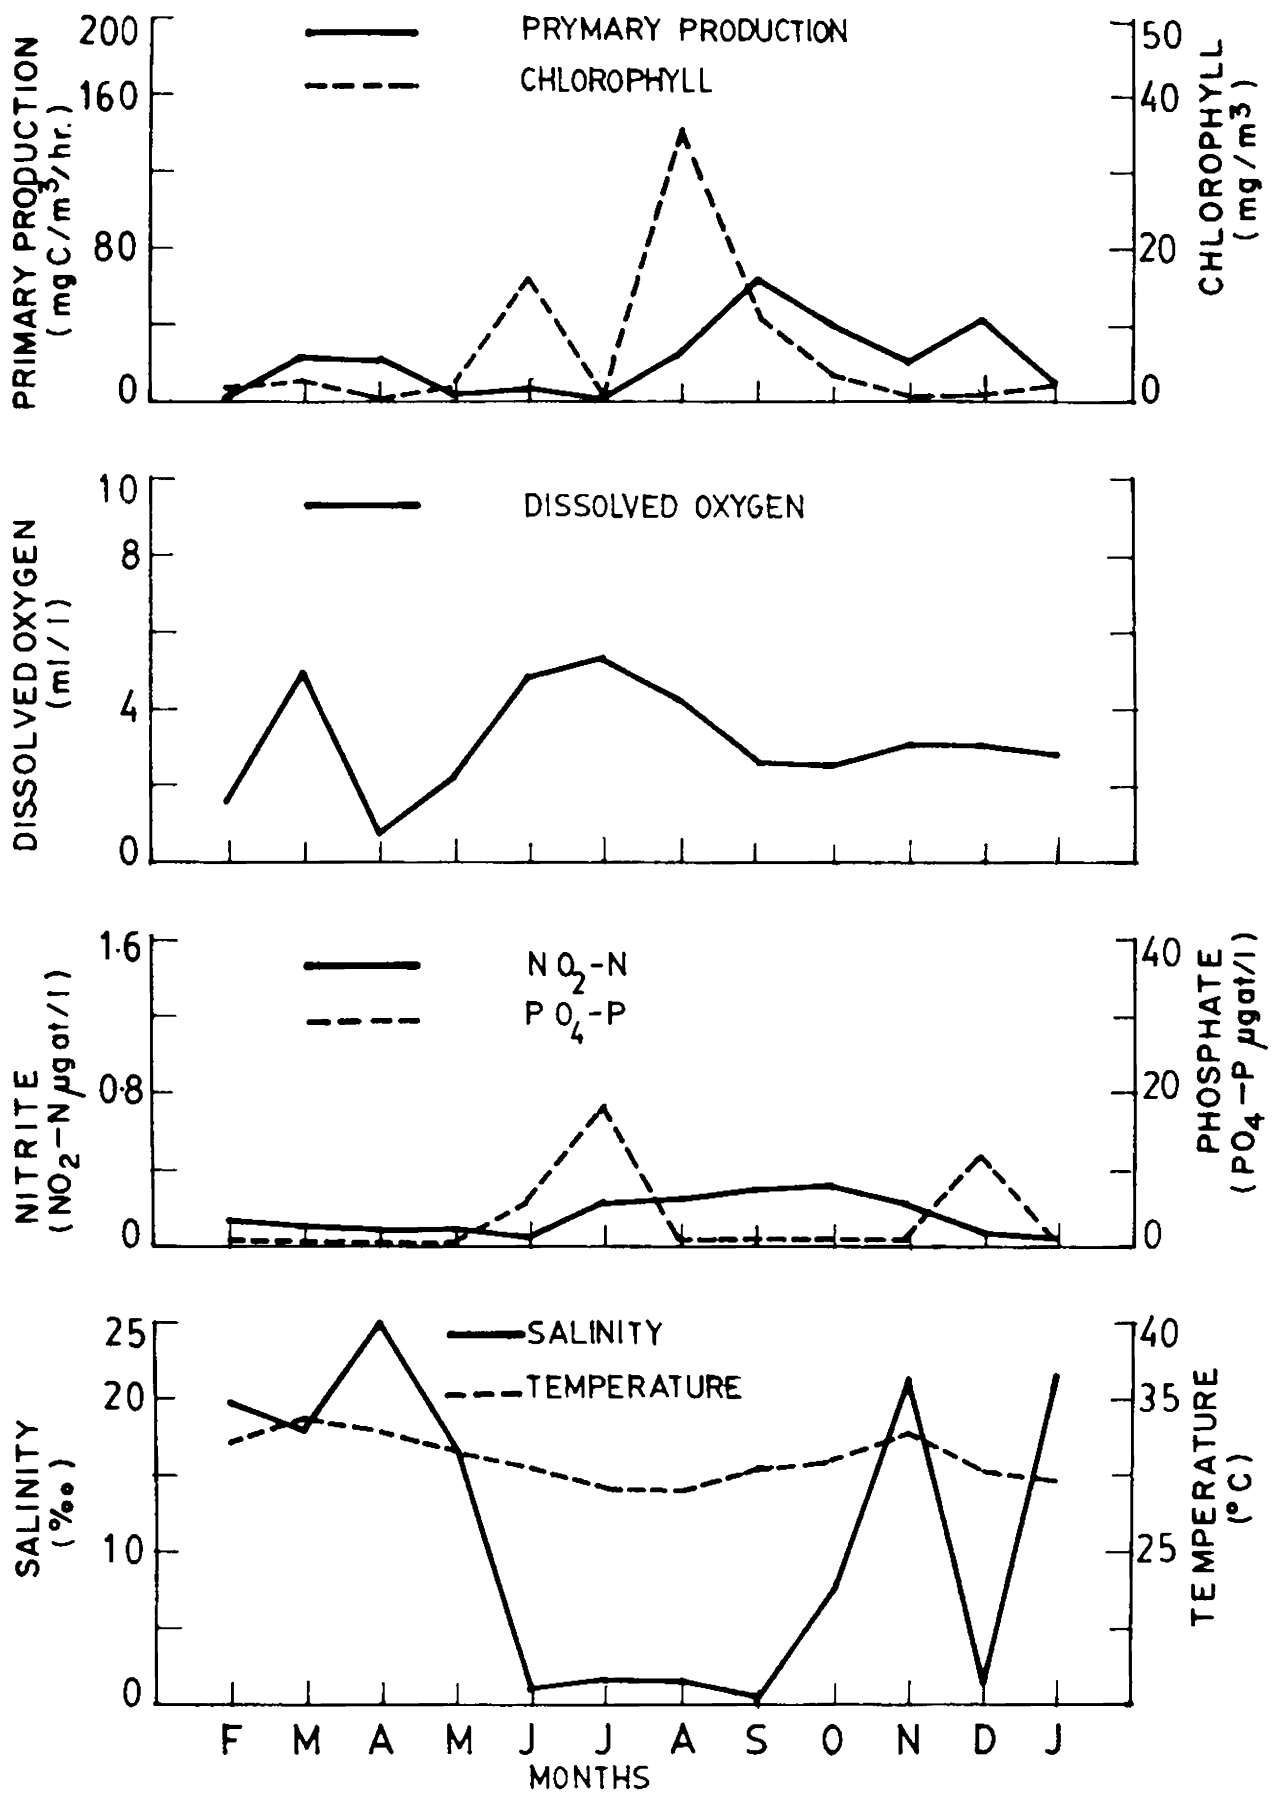 PRYMARY PRODUCTION
CHLOROPHYLL
PRIMARY PRODUCTION
(mgC/m³/hr.)
200
160
80
0
50
40
20
0
CHLOROPHYLL
(mg/m³)
DISSOLVED OXYGEN
DISSOLVED OXYGEN
(ml/l)
10
8
4
0
NO₂-N
PO₄-P
NITRITE
(NO₂-N µgat/l)
1.6
0.8
0
40
20
0
PHOSPHATE
(PO₄-P µgat/l)
SALINITY
TEMPERATURE
SALINITY
(‰)
25
20
10
0
40
35
25
TEMPERATURE
(°C)
F M A M J J A S O N D J
MONTHS